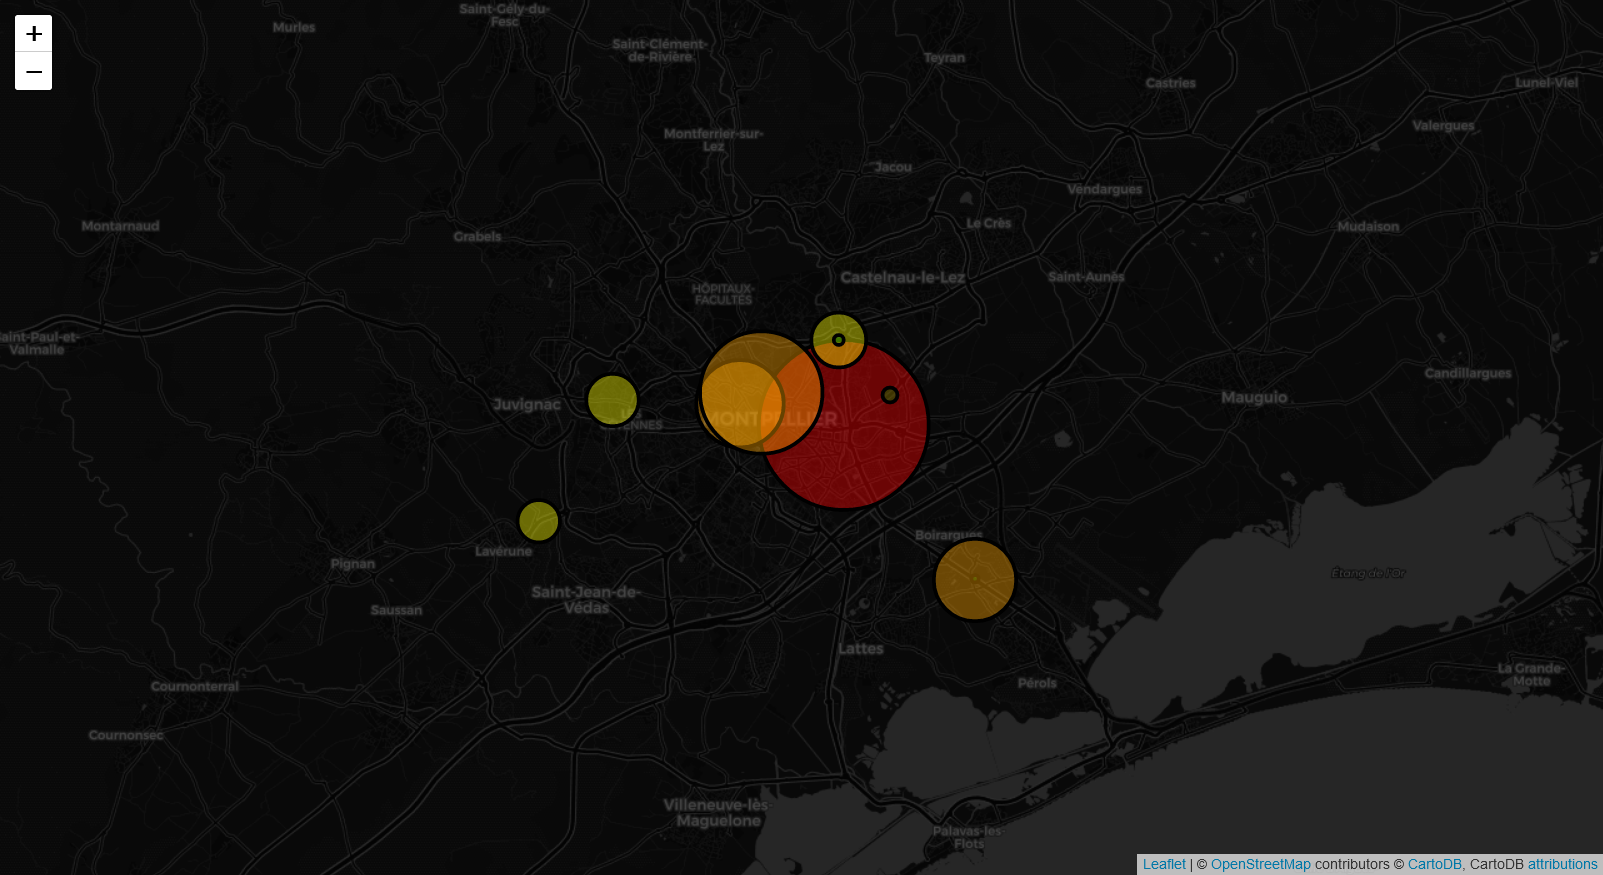 +
−
Saint-Gély-du-
Fesc
Murles
Saint-Clément-
de-Rivière
Teyran
Castries
Lunel-Viel
Valergues
Montferrier-sur-
Lez
Jacou
Vendargues
Montarnaud
Grabels
Le Crès
Mudaison
Castelnau-le-Lez
Saint-Aunès
HÔPITAUX-
FACULTÉS
Saint-Paul-et-
Valmalle
Candillargues
Mauguio
Juvignac
LES
CÉVENNES
MONTPELLIER
Boirargues
Lavérune
Pignan
Étang de l'Or
Saint-Jean-de-
Védas
Saussan
Lattes
La Grande-
Motte
Pérols
Cournonterral
Cournonsec
Villeneuve-lès-
Maguelone
Palavas-les-
Flots
Leaflet | © OpenStreetMap contributors © CartoDB, CartoDB attributions